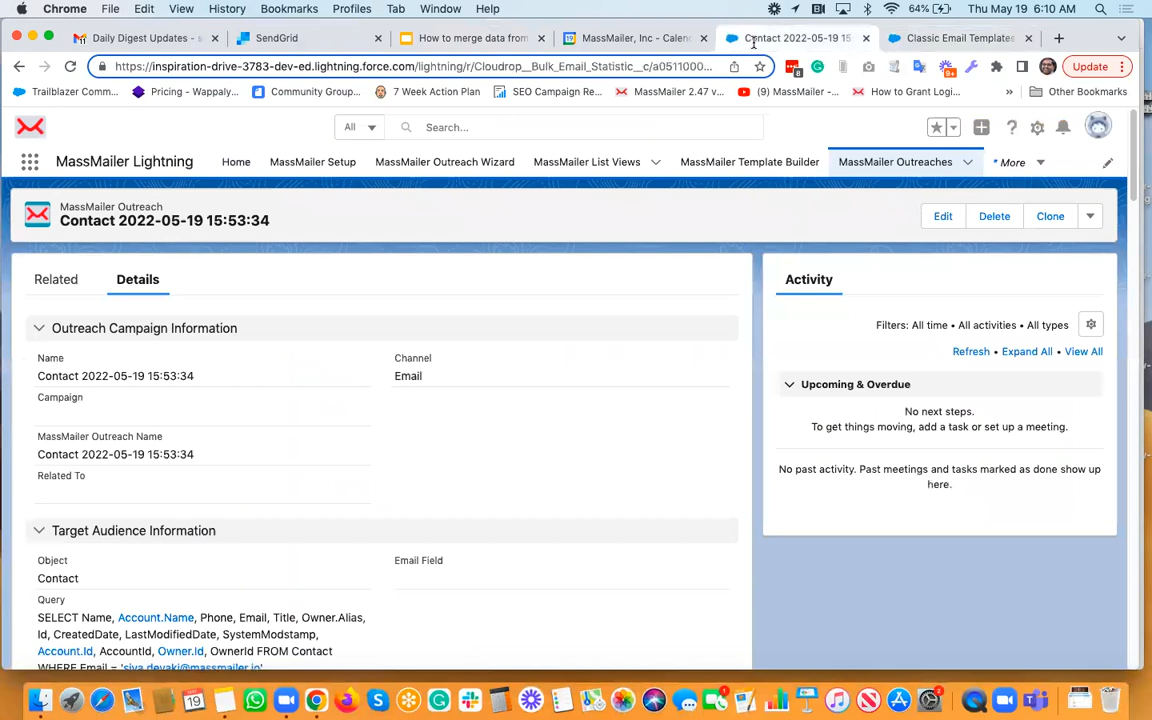 Chrome File Edit View History Bookmarks Profiles Tab Window Help 64% Thu May 19 6:10 AM
Daily Digest Updates - s
SendGrid
How to merge data from
MassMailer, Inc - Calen
Contact 2022-05-19 15
Classic Email Templates
https://inspiration-drive-3783-dev-ed.lightning.force.com/lightning/r/Cloudrop__Bulk_Email_Statistic__c/a0511000... 8 9+ Update
Trailblazer Comm... Pricing - Wappaly... Community Group... 7 Week Action Plan SEO Campaign Re... MassMailer 2.47 v... (9) MassMailer -... How to Grant Logi... » Other Bookmarks
All Search...
MassMailer Lightning Home MassMailer Setup MassMailer Outreach Wizard MassMailer List Views MassMailer Template Builder MassMailer Outreaches * More
MassMailer Outreach
Contact 2022-05-19 15:53:34
Edit Delete Clone
Related Details
Outreach Campaign Information
Name
Contact 2022-05-19 15:53:34
Channel
Email
Campaign
MassMailer Outreach Name
Contact 2022-05-19 15:53:34
Related To
Target Audience Information
Object
Contact
Email Field
Query
SELECT Name, Account.Name, Phone, Email, Title, Owner.Alias,
Id, CreatedDate, LastModifiedDate, SystemModstamp,
Account.Id, AccountId, Owner.Id, OwnerId FROM Contact
WHERE Email = 'siva.devaki@massmailer.io'
Activity
Filters: All time • All activities • All types
Refresh • Expand All • View All
Upcoming & Overdue
No next steps.
To get things moving, add a task or set up a meeting.
No past activity. Past meetings and tasks marked as done show up
here.